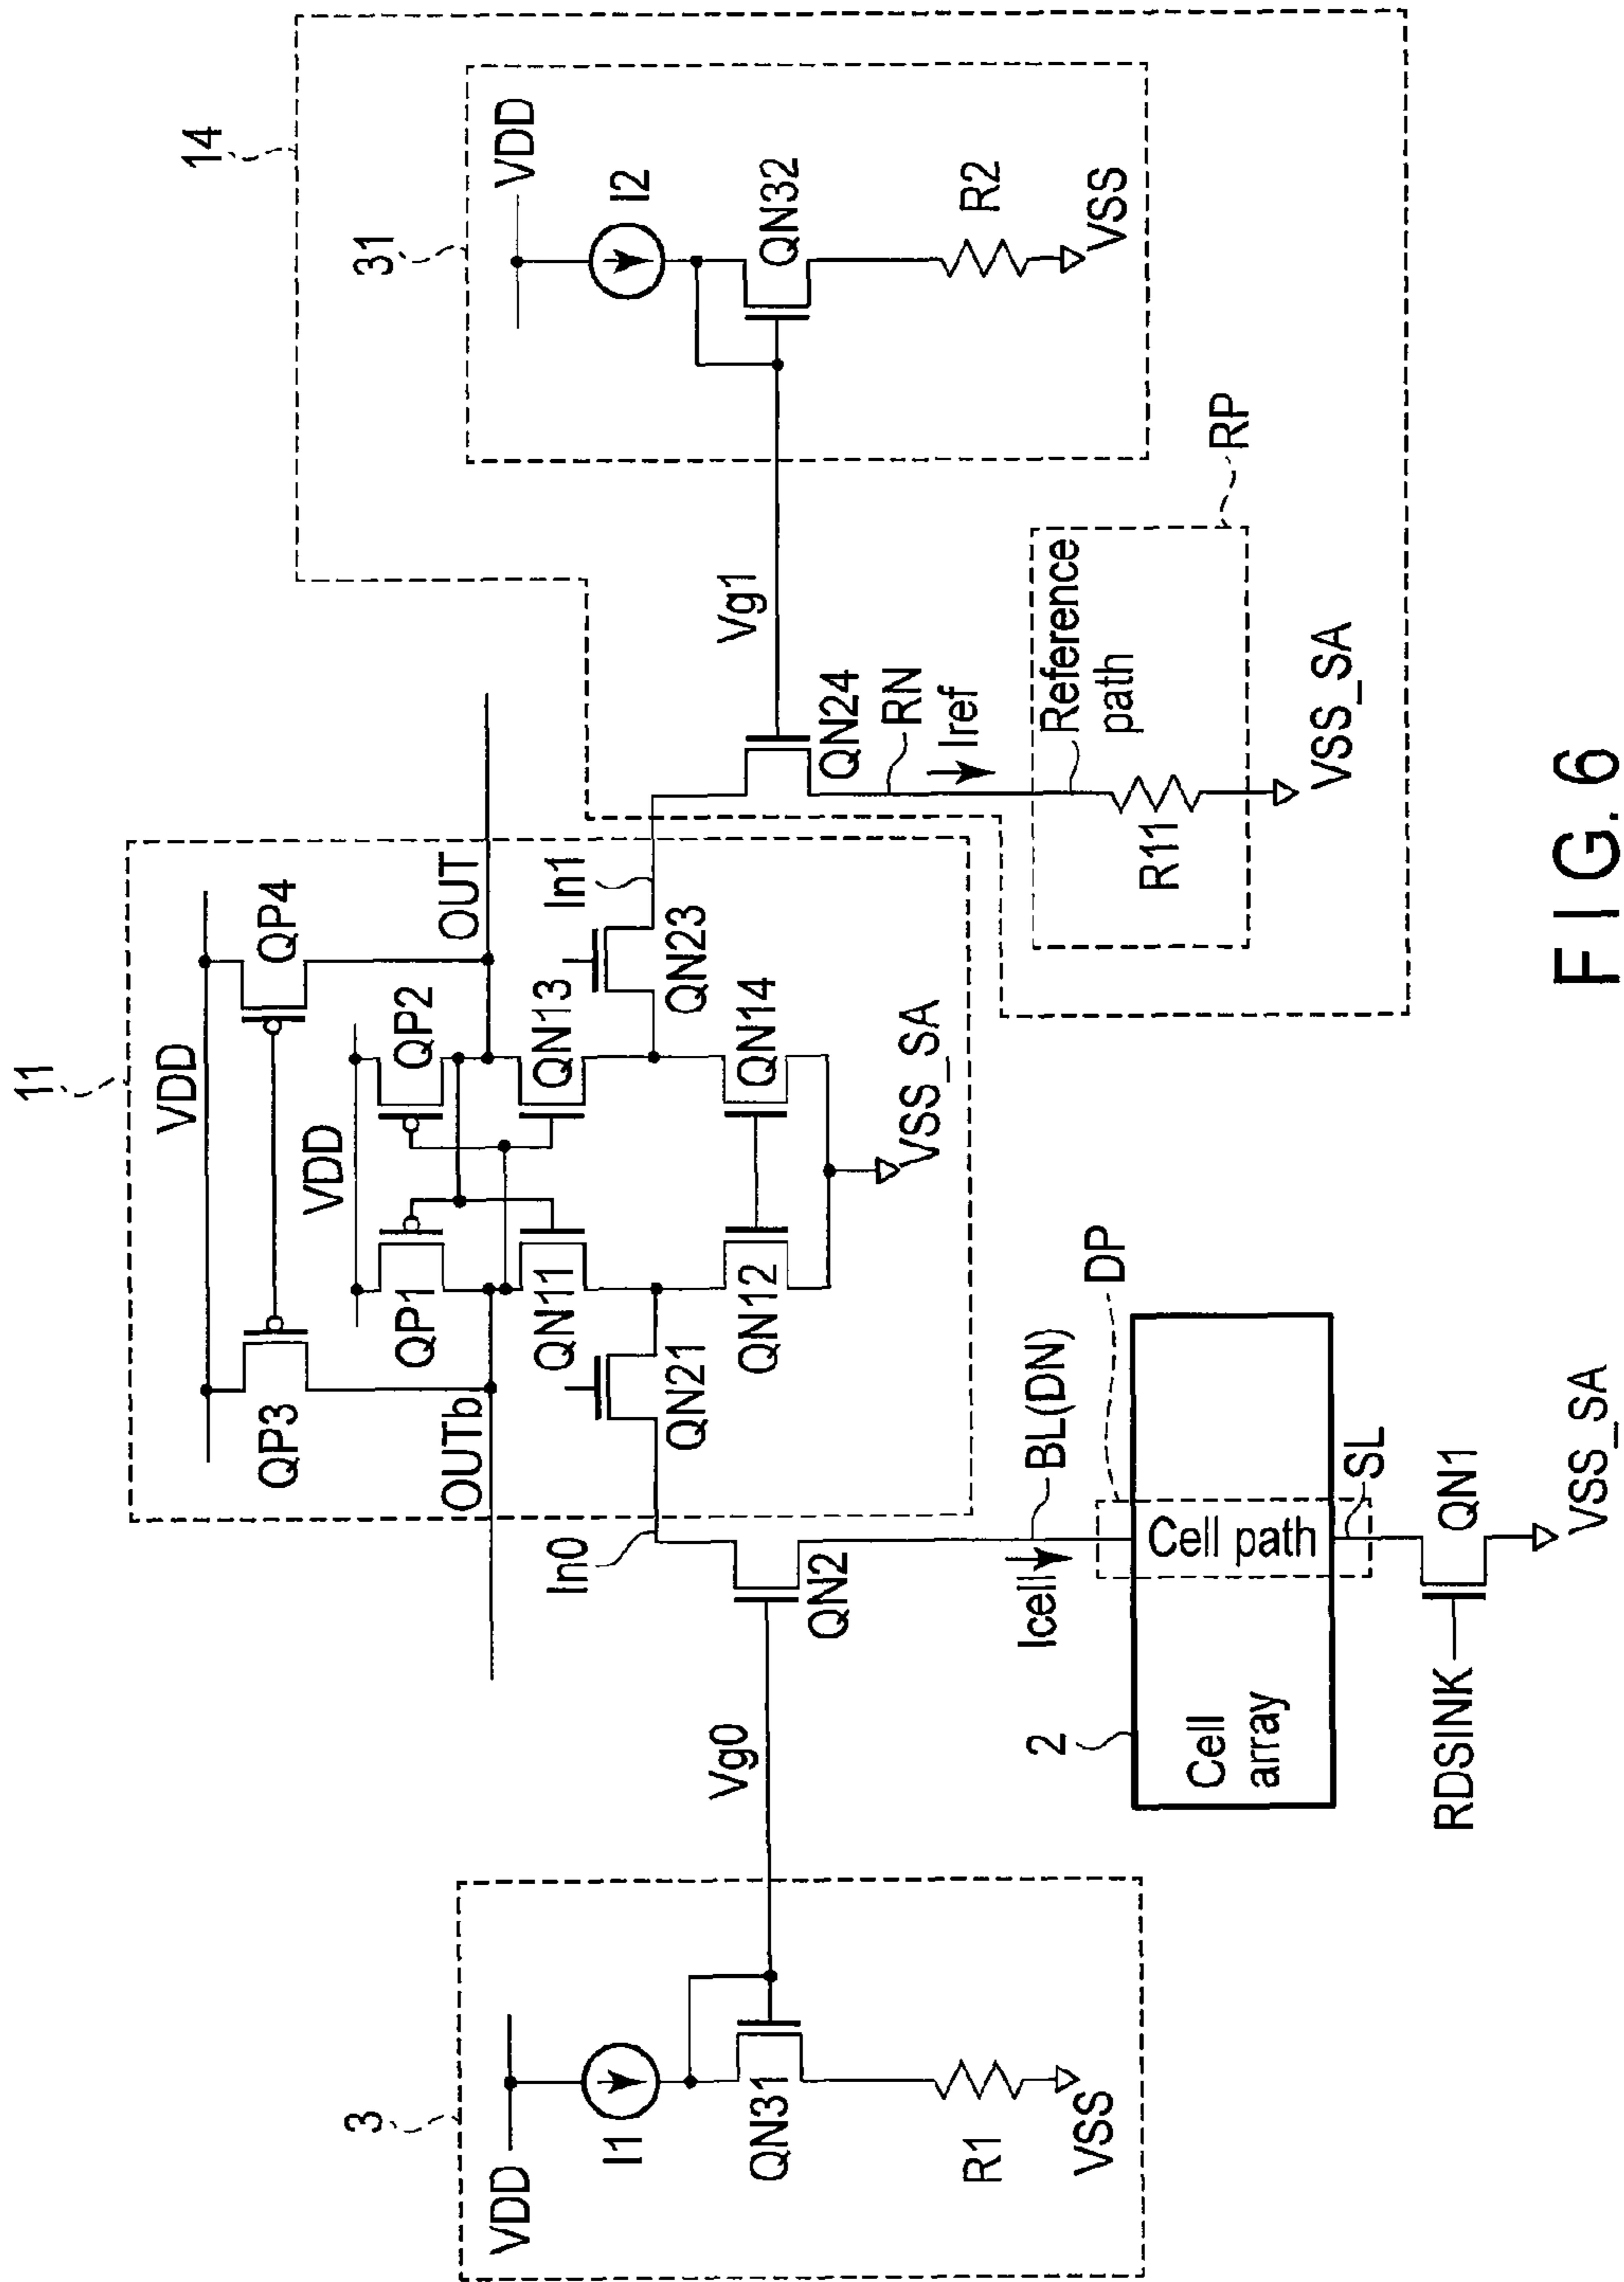 14
31
VDD
I2
QN32
R2
VSS
Vg1
QN24
RN
Iref
Reference
path
RP
R11
VSS_SA
11
VDD
QP3
QP4
VDD
QP1
QP2
OUTb
OUT
QN11
QN13
QN21
QN23
QN12
QN14
VSS_SA
In0
In1
3
VDD
I1
QN31
R1
VSS
Vg0
QN2
Icell
BL(DN)
DP
2
Cell
array
Cell path
SL
RDSINK
QN1
VSS_SA
FIG. 6